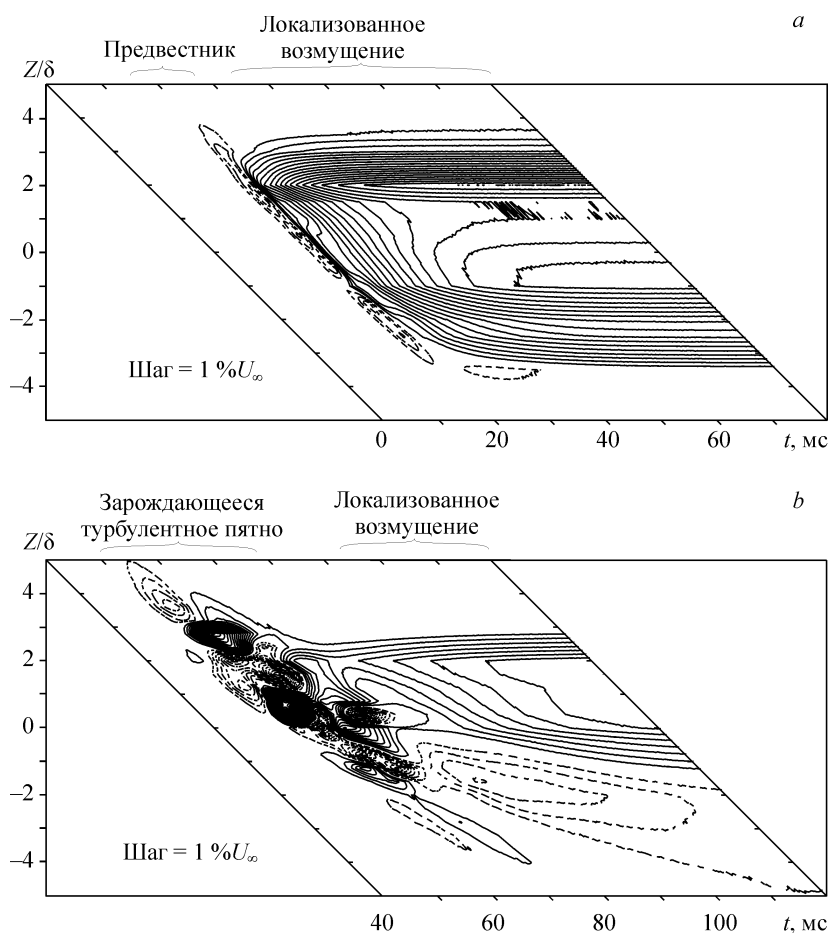 a
Локализованное
возмущение
Предвестник
Z/δ
4
2
0
–2
–4
Шаг = 1 %U∞
0 20 40 60 t, мс
b
Зарождающееся
турбулентное пятно
Локализованное
возмущение
Z/δ
4
2
0
–2
–4
Шаг = 1 %U∞
40 60 80 100 t, мс